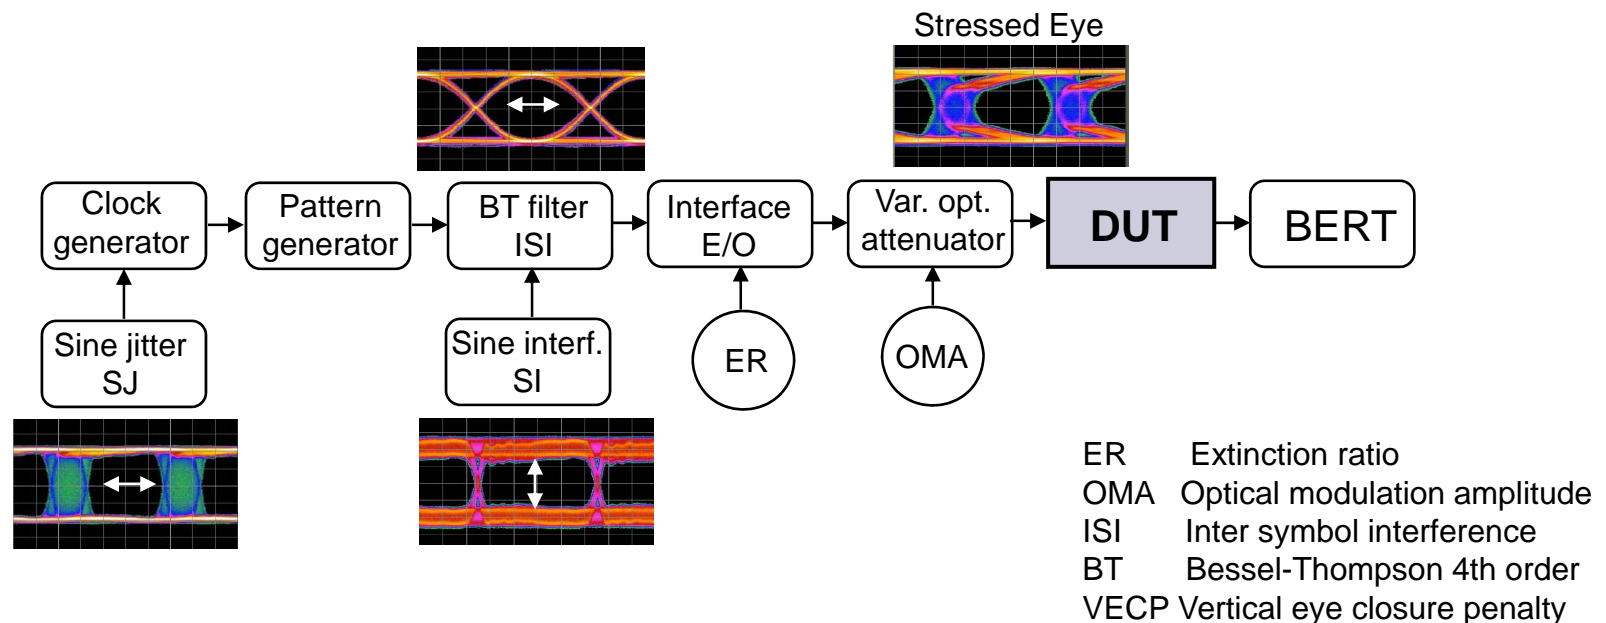 Stressed Eye
Clock
generator
Pattern
generator
BT filter
ISI
Interface
E/O
Var. opt.
attenuator
DUT
BERT
Sine jitter
SJ
Sine interf.
SI
ER
OMA
ER Extinction ratio
OMA Optical modulation amplitude
ISI Inter symbol interference
BT Bessel-Thompson 4th order
VECP Vertical eye closure penalty